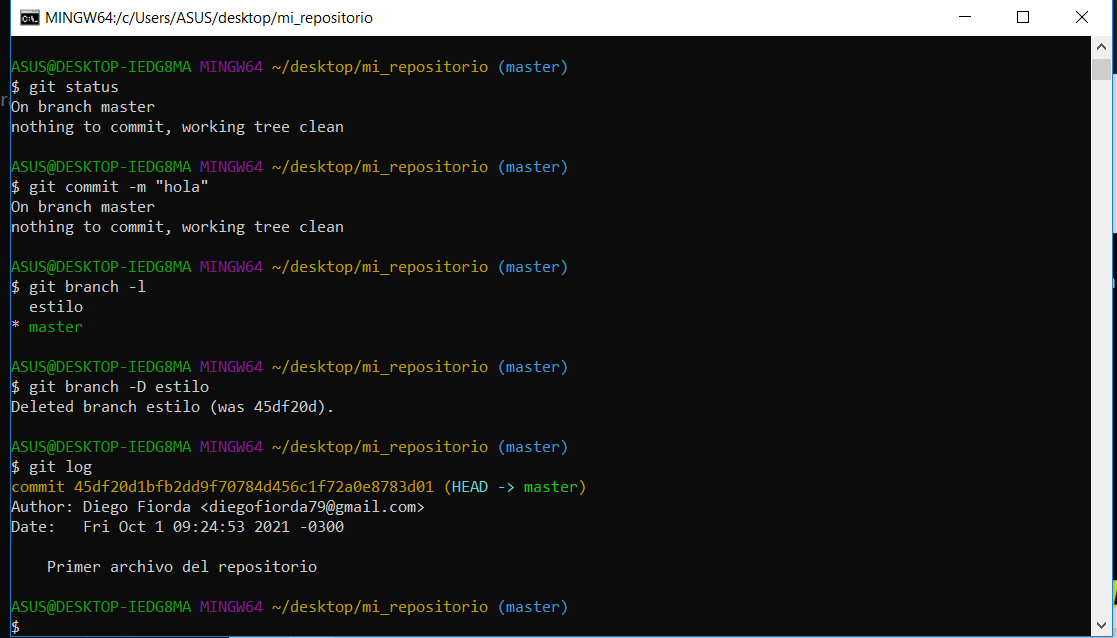 MINGW64:/c/Users/ASUS/desktop/mi_repositorio
ASUS@DESKTOP-IEDG8MA MINGW64 ~/desktop/mi_repositorio (master)
$ git status
On branch master
nothing to commit, working tree clean
ASUS@DESKTOP-IEDG8MA MINGW64 ~/desktop/mi_repositorio (master)
$ git commit -m "hola"
On branch master
nothing to commit, working tree clean
ASUS@DESKTOP-IEDG8MA MINGW64 ~/desktop/mi_repositorio (master)
$ git branch -l
estilo
* master
ASUS@DESKTOP-IEDG8MA MINGW64 ~/desktop/mi_repositorio (master)
$ git branch -D estilo
Deleted branch estilo (was 45df20d).
ASUS@DESKTOP-IEDG8MA MINGW64 ~/desktop/mi_repositorio (master)
$ git log
commit 45df20d1bfb2dd9f70784d456c1f72a0e8783d01 (HEAD -> master)
Author: Diego Fiorda <diegofiorda79@gmail.com>
Date:   Fri Oct 1 09:24:53 2021 -0300
Primer archivo del repositorio
ASUS@DESKTOP-IEDG8MA MINGW64 ~/desktop/mi_repositorio (master)
$